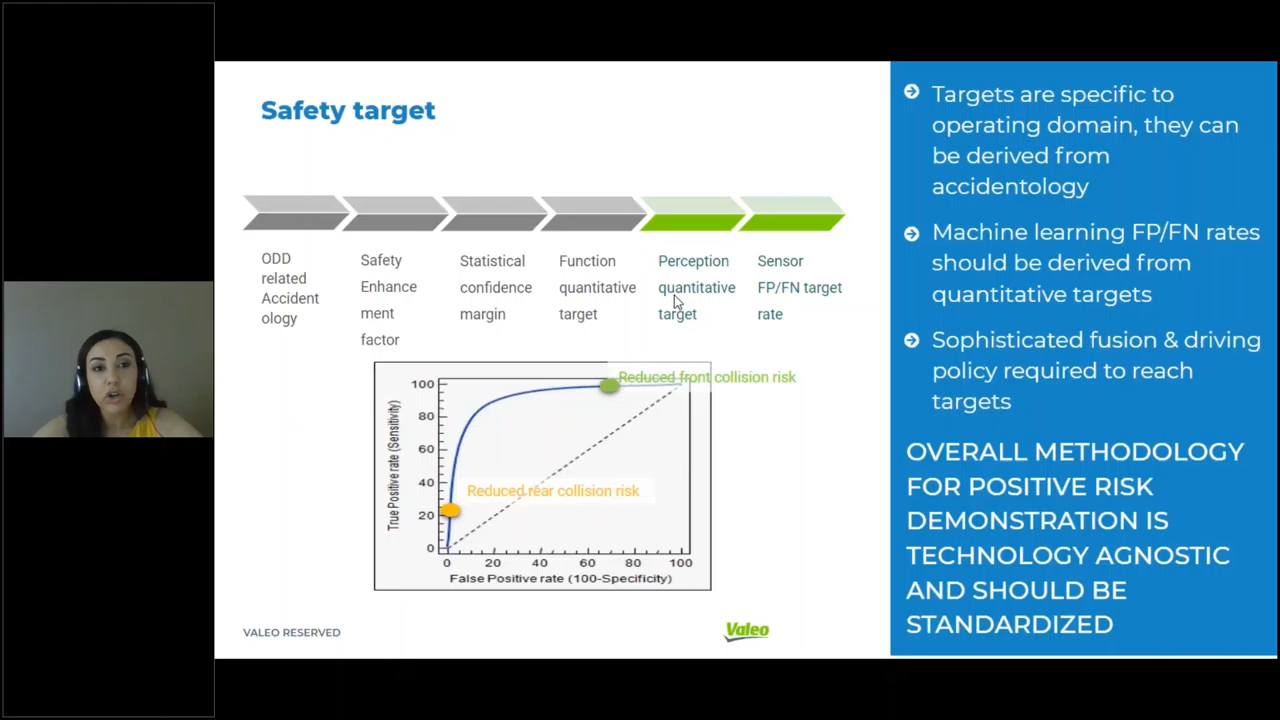 Safety target
ODD
related
Accident
ology
Safety
Enhance
ment
factor
Statistical
confidence
margin
Function
quantitative
target
Perception
quantitative
target
Sensor
FP/FN target
rate
Reduced front collision risk
Reduced rear collision risk
True Positive rate (Sensitivity)
100
80
60
40
20
0
0 20 40 60 80 100
False Positive rate (100-Specificity)
VALEO RESERVED
Valeo
Targets are specific to
operating domain, they can
be derived from
accidentology
Machine learning FP/FN rates
should be derived from
quantitative targets
Sophisticated fusion & driving
policy required to reach
targets
OVERALL METHODOLOGY
FOR POSITIVE RISK
DEMONSTRATION IS
TECHNOLOGY AGNOSTIC
AND SHOULD BE
STANDARDIZED